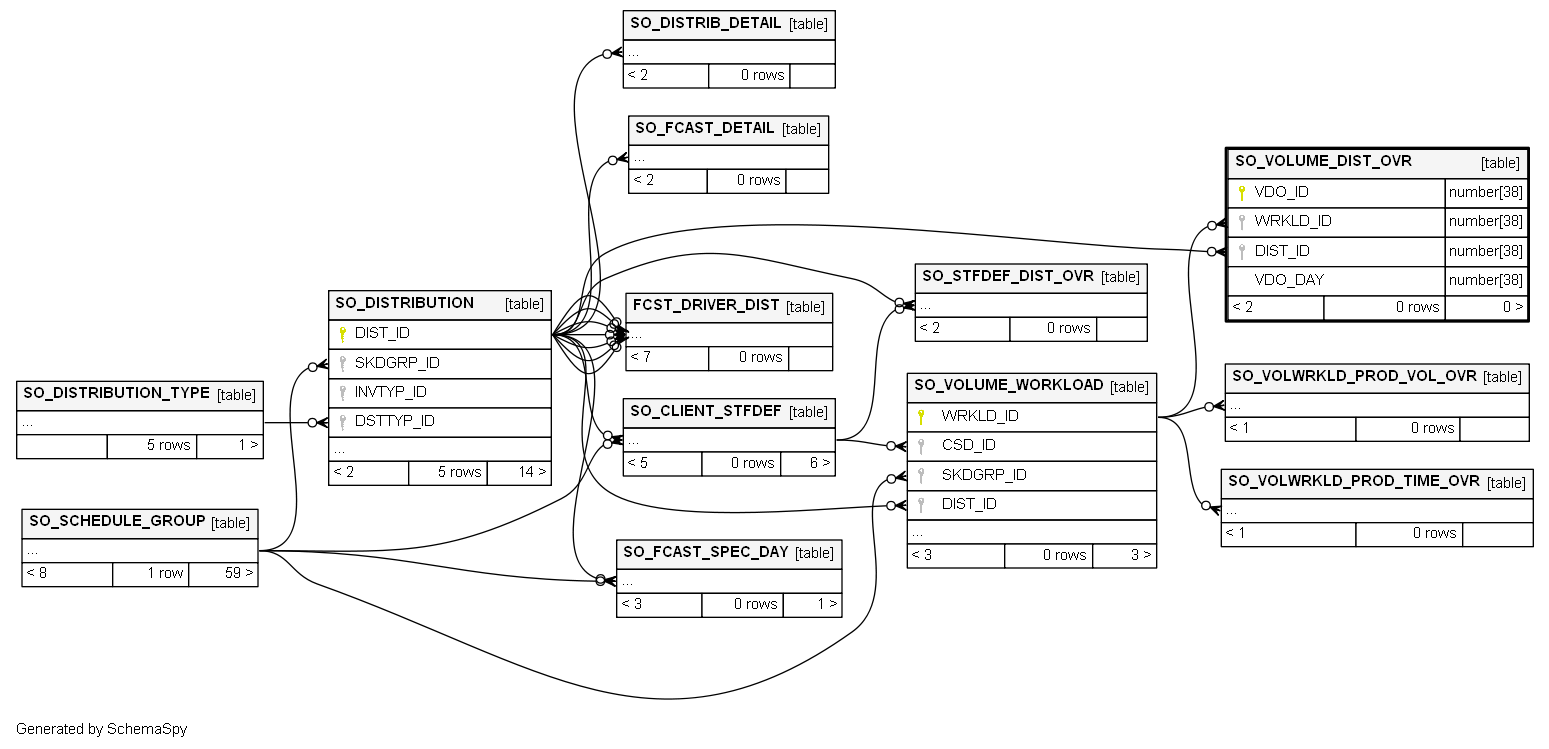 SO_DISTRIB_DETAIL [table]
...
< 2 0 rows
SO_FCAST_DETAIL [table]
...
< 2 0 rows
SO_VOLUME_DIST_OVR [table]
VDO_ID number[38]
WRKLD_ID number[38]
DIST_ID number[38]
VDO_DAY number[38]
< 2 0 rows 0 >
SO_STFDEF_DIST_OVR [table]
...
< 2 0 rows
SO_DISTRIBUTION [table]
DIST_ID
SKDGRP_ID
INVTYP_ID
DSTTYP_ID
...
< 2 5 rows 14 >
FCST_DRIVER_DIST [table]
...
< 7 0 rows
SO_DISTRIBUTION_TYPE [table]
...
5 rows 1 >
SO_CLIENT_STFDEF [table]
...
< 5 0 rows 6 >
SO_VOLUME_WORKLOAD [table]
WRKLD_ID
CSD_ID
SKDGRP_ID
DIST_ID
...
< 3 0 rows 3 >
SO_VOLWRKLD_PROD_VOL_OVR [table]
...
< 1 0 rows
SO_VOLWRKLD_PROD_TIME_OVR [table]
...
< 1 0 rows
SO_SCHEDULE_GROUP [table]
...
< 8 1 row 59 >
SO_FCAST_SPEC_DAY [table]
...
< 3 0 rows 1 >
Generated by SchemaSpy